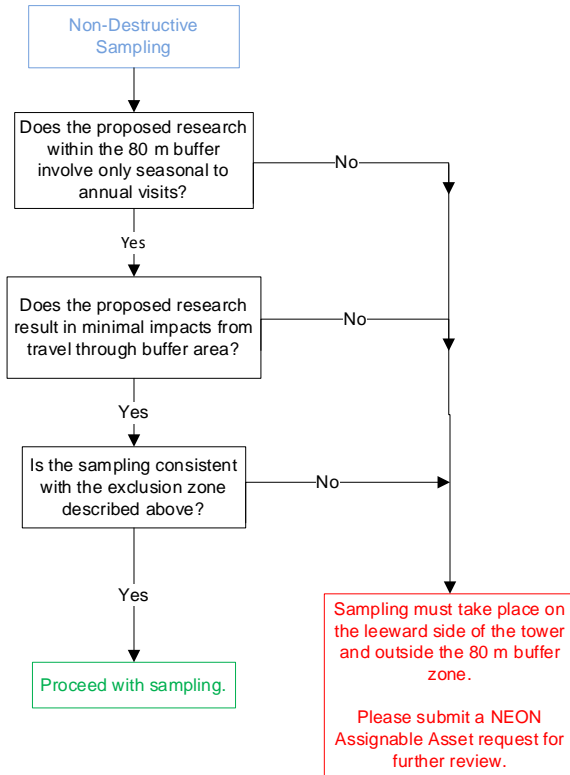 Non-Destructive
Sampling
Does the proposed research
within the 80 m buffer
involve only seasonal to
annual visits?
No
Yes
Does the proposed research
result in minimal impacts from
travel through buffer area?
No
Yes
Is the sampling consistent
with the exclusion zone
described above?
No
Yes
Proceed with sampling.
Sampling must take place on
the leeward side of the tower
and outside the 80 m buffer
zone.
Please submit a NEON
Assignable Asset request for
further review.